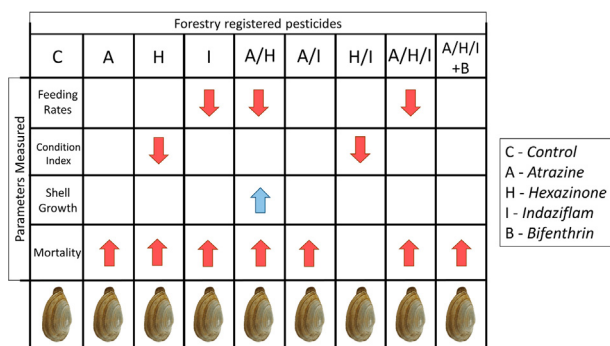 Forestry registered pesticides
C A H I A/H A/I H/I A/H/I A/H/I
+B
Parameters Measured
Feeding
Rates
Condition
Index
Shell
Growth
Mortality
C - Control
A - Atrazine
H - Hexazinone
I - Indaziflam
B - Bifenthrin